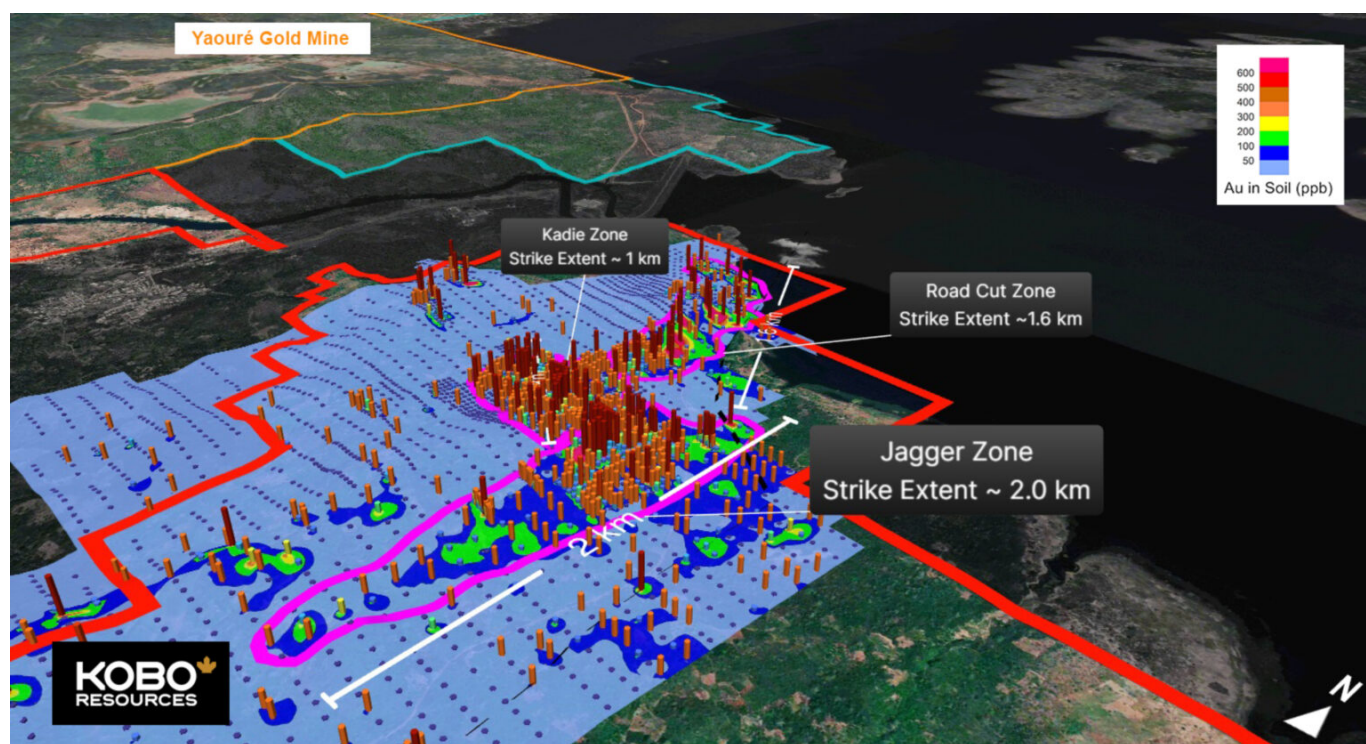 Yaouré Gold Mine
600
500
400
300
200
100
50
Au in Soil (ppb)
Kadie Zone
Strike Extent ~ 1 km
Road Cut Zone
Strike Extent ~1.6 km
Jagger Zone
Strike Extent ~ 2.0 km
2 km
KOBO
RESOURCES
N